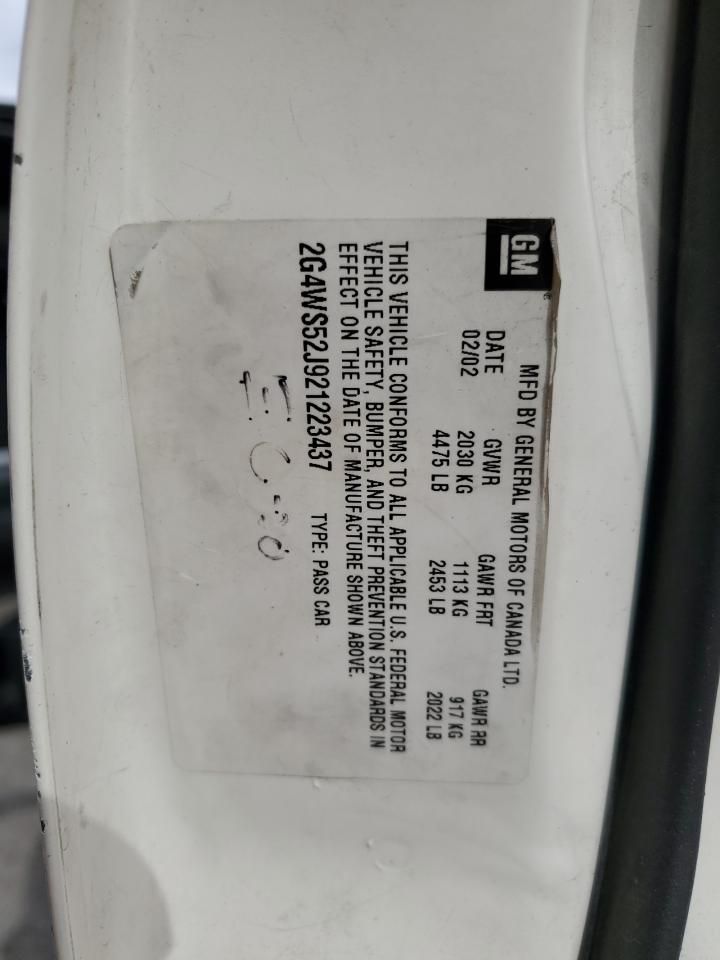 GM
MFD BY GENERAL MOTORS OF CANADA LTD.
DATE GVWR GAWR FRT GAWR RR
02/02 2030 KG 1113 KG 917 KG
4475 LB 2453 LB 2022 LB
THIS VEHICLE CONFORMS TO ALL APPLICABLE U.S. FEDERAL MOTOR
VEHICLE SAFETY, BUMPER, AND THEFT PREVENTION STANDARDS IN
EFFECT ON THE DATE OF MANUFACTURE SHOWN ABOVE.
2G4WS52J921223437 TYPE: PASS CAR